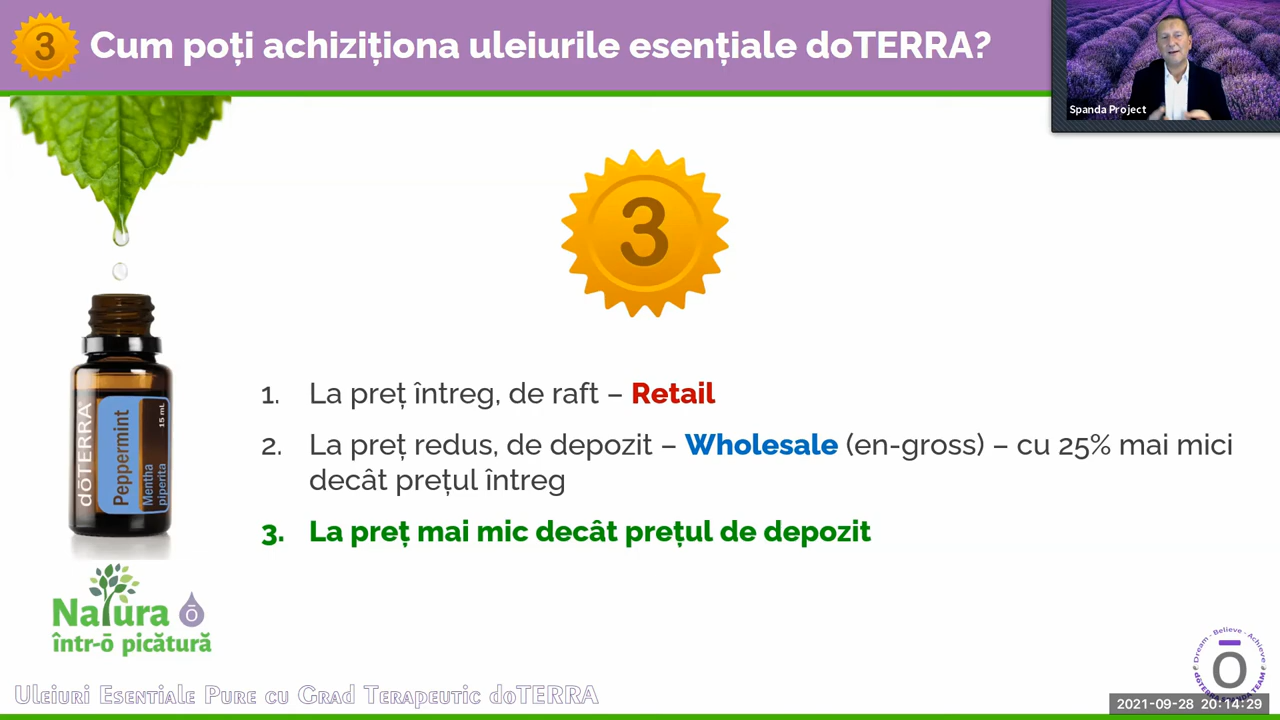 3 Cum poți achiziționa uleiurile esențiale doTERRA?
Spanda Project
3
1. La preț întreg, de raft – Retail
2. La preț redus, de depozit – Wholesale (en-gross) – cu 25% mai mici
decât prețul întreg
3. La preț mai mic decât prețul de depozit
dōTERRA
Peppermint
Mentha
piperita
15 mL
Natura ō
într-ō picătură
Uleiuri Esentiale Pure cu Grad Terapeutic doTERRA
Dream - Believe - Achieve
Ō
dōTERRA SPANDA TEAM
2021-09-28 20:14:29